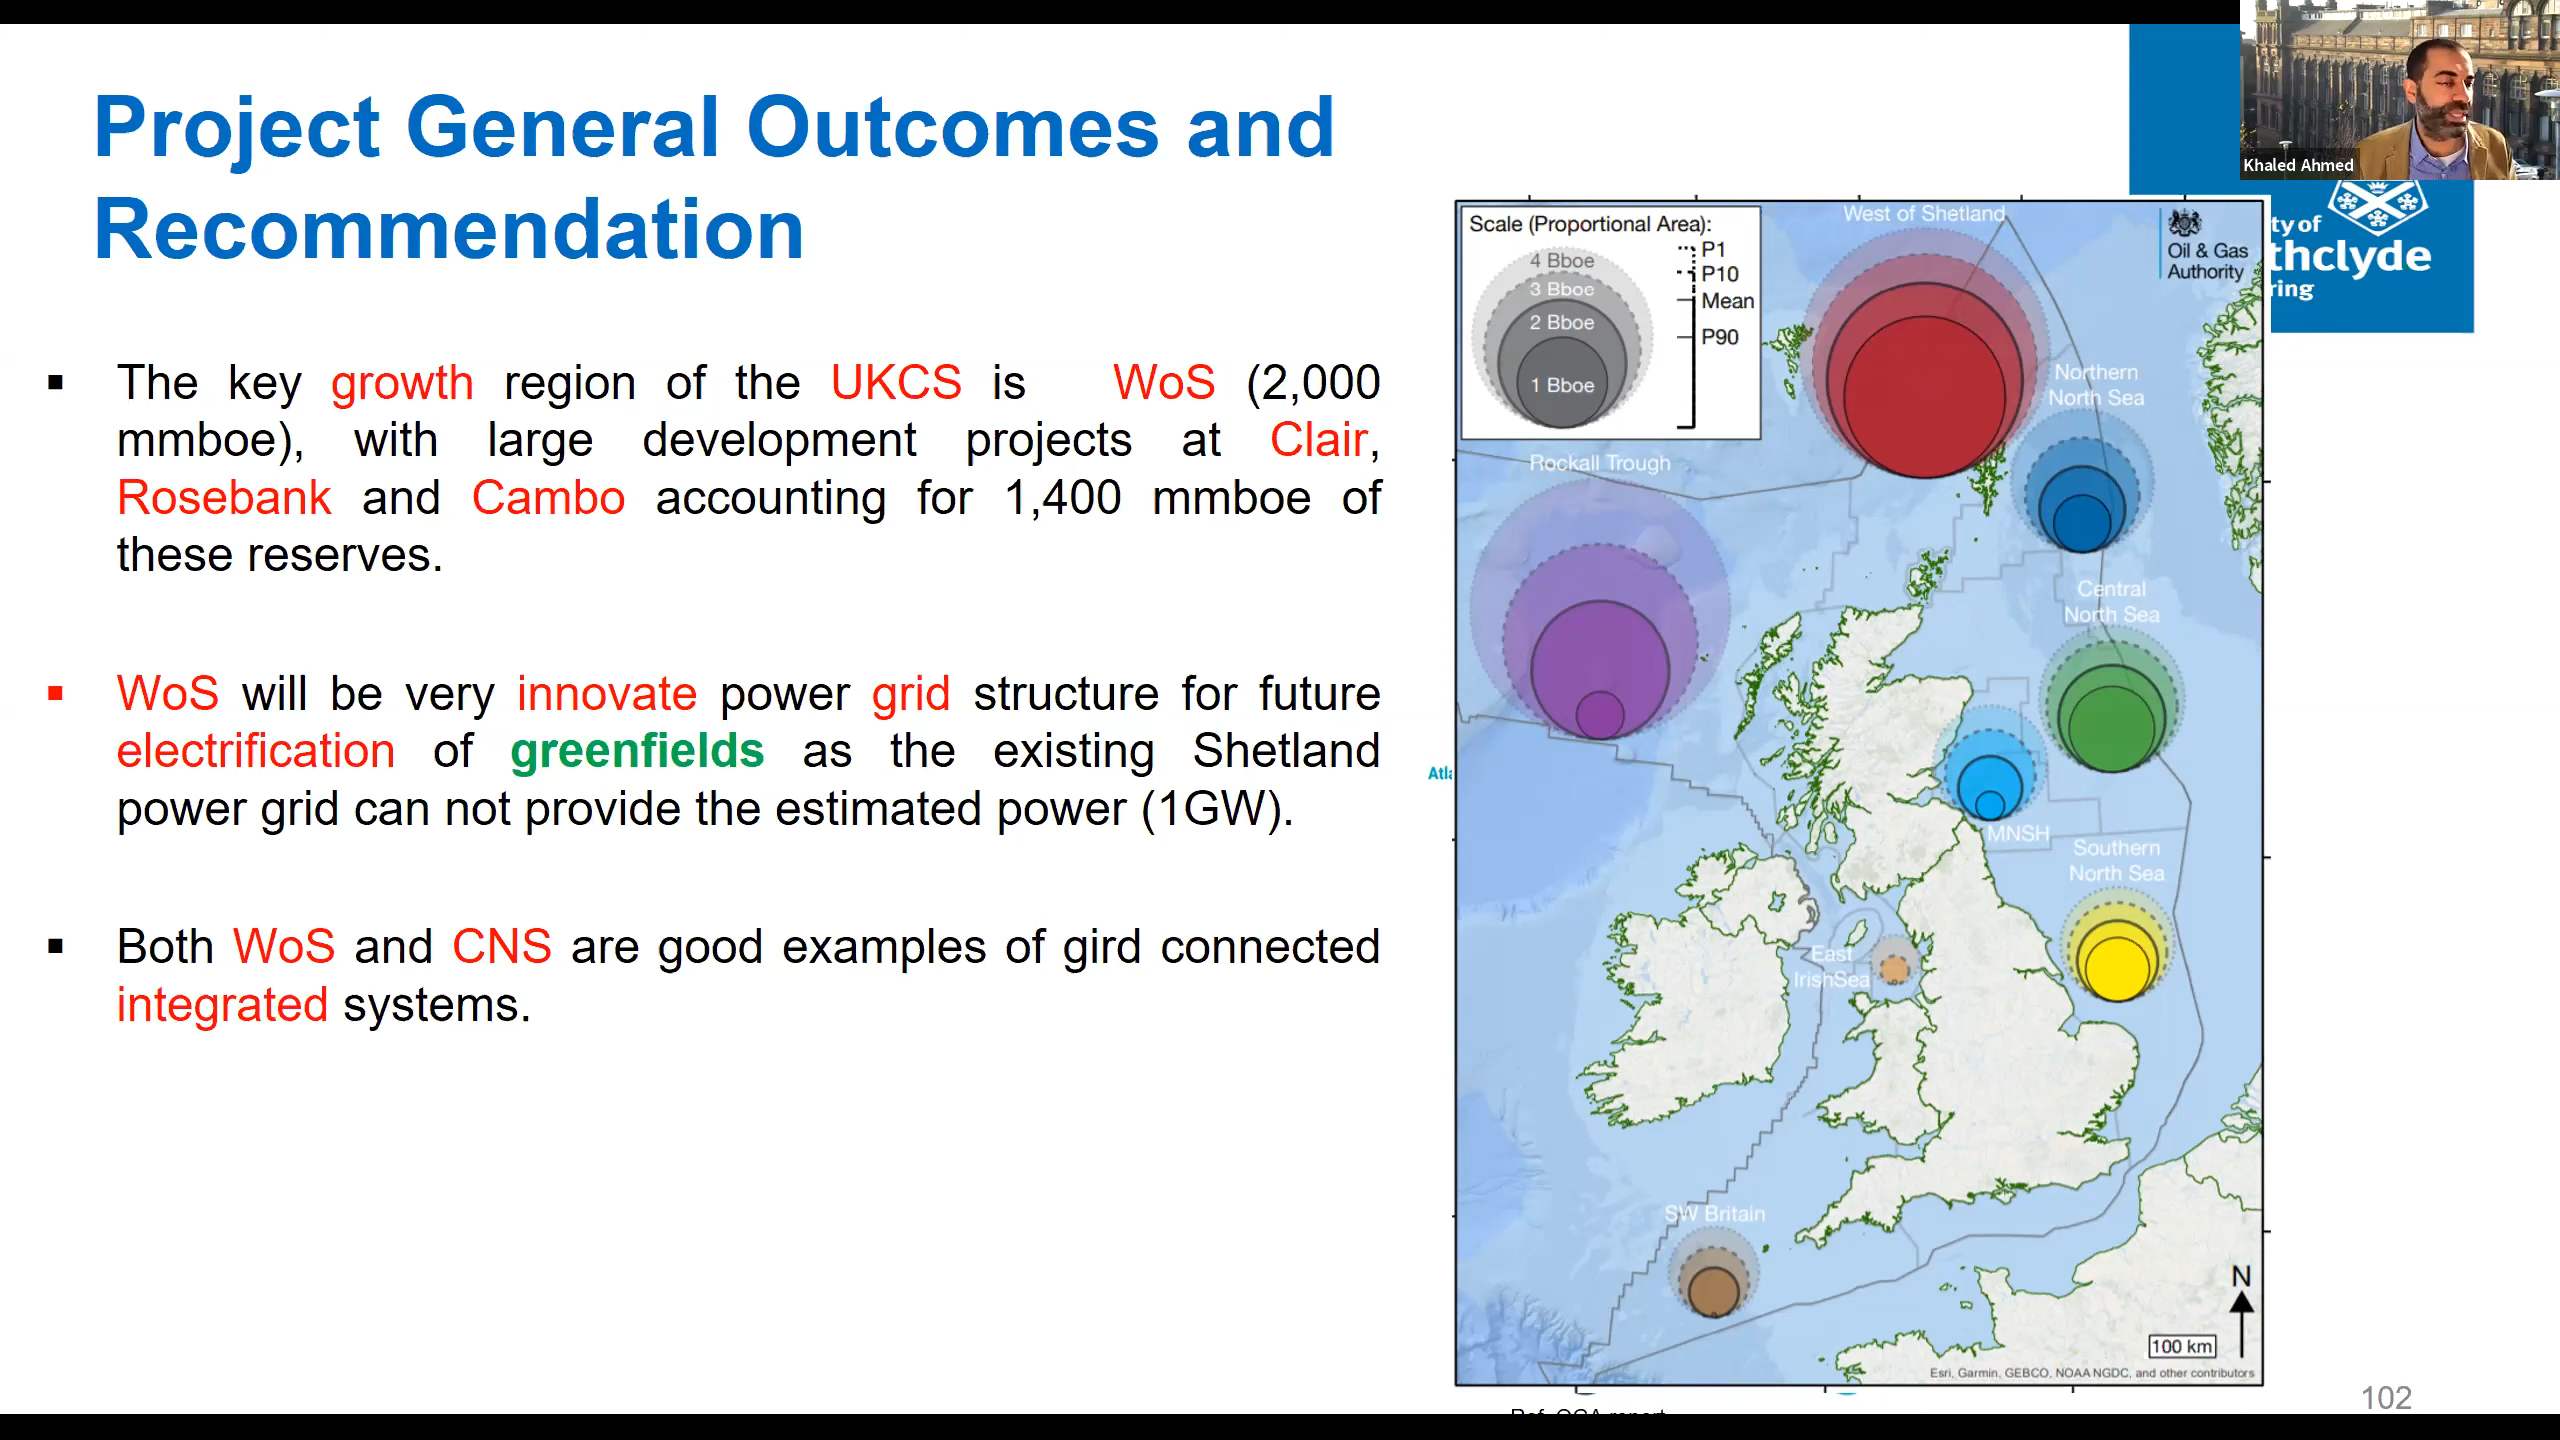 Project General Outcomes and
Recommendation
▪ The key growth region of the UKCS is WoS (2,000
mmboe), with large development projects at Clair,
Rosebank and Cambo accounting for 1,400 mmboe of
these reserves.
▪ WoS will be very innovate power grid structure for future
electrification of greenfields as the existing Shetland
power grid can not provide the estimated power (1GW).
▪ Both WoS and CNS are good examples of gird connected
integrated systems.
Khaled Ahmed
ty of
thclyde
ring
Scale (Proportional Area):
4 Bboe
3 Bboe
2 Bboe
1 Bboe
P1
P10
Mean
P90
West of Shetland
Oil & Gas
Authority
Northern
North Sea
Rockall Trough
Central
North Sea
Atla
MNSH
Southern
North Sea
East
IrishSea
SW Britain
N
100 km
Esri, Garmin, GEBCO, NOAA NGDC, and other contributors
102